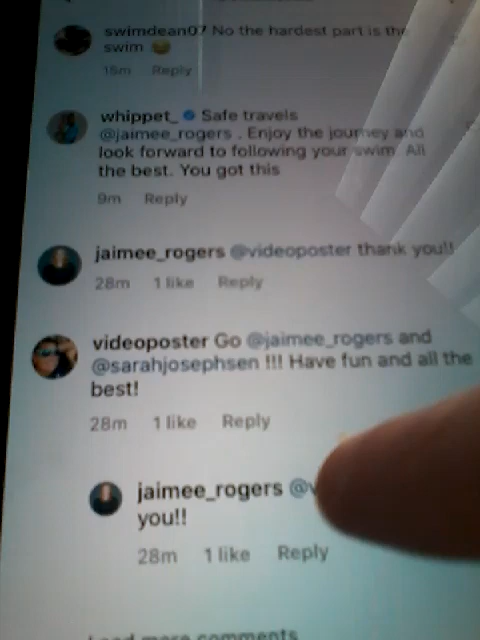 swimdean07 No the hardest part is the
swim 😂
15m Reply
whippet_ Safe travels
@jaimee_rogers . Enjoy the journey and
look forward to following your swim. All
the best. You got this
9m Reply
jaimee_rogers @videoposter thank you!!
28m 1 like Reply
videoposter Go @jaimee_rogers and
@sarahjosephsen !!! Have fun and all the
best!
28m 1 like Reply
jaimee_rogers
you!!
28m 1 like Reply
Load more comments